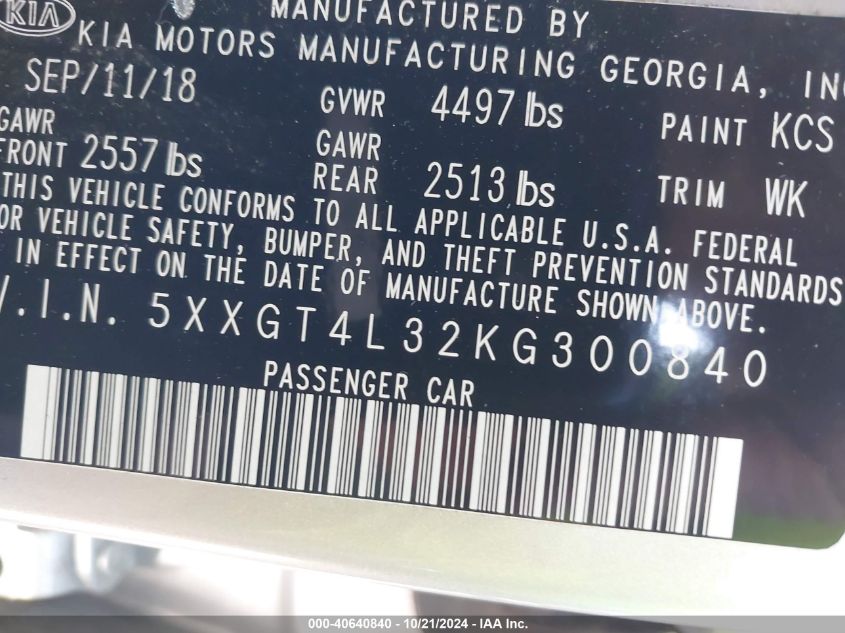 KIA
MANUFACTURED BY
KIA MOTORS MANUFACTURING GEORGIA, INC
SEP/11/18
GVWR 4497 lbs
PAINT KCS
GAWR
FRONT 2557 lbs
GAWR
REAR 2513 lbs
TRIM WK
THIS VEHICLE CONFORMS TO ALL APPLICABLE U.S.A. FEDERAL
OR VEHICLE SAFETY, BUMPER, AND THEFT PREVENTION STANDARDS
IN EFFECT ON THE DATE OF MANUFACTURE SHOWN ABOVE.
V.I.N. 5XXGT4L32KG300840
PASSENGER CAR
000-40640840 - 10/21/2024 - IAA Inc.